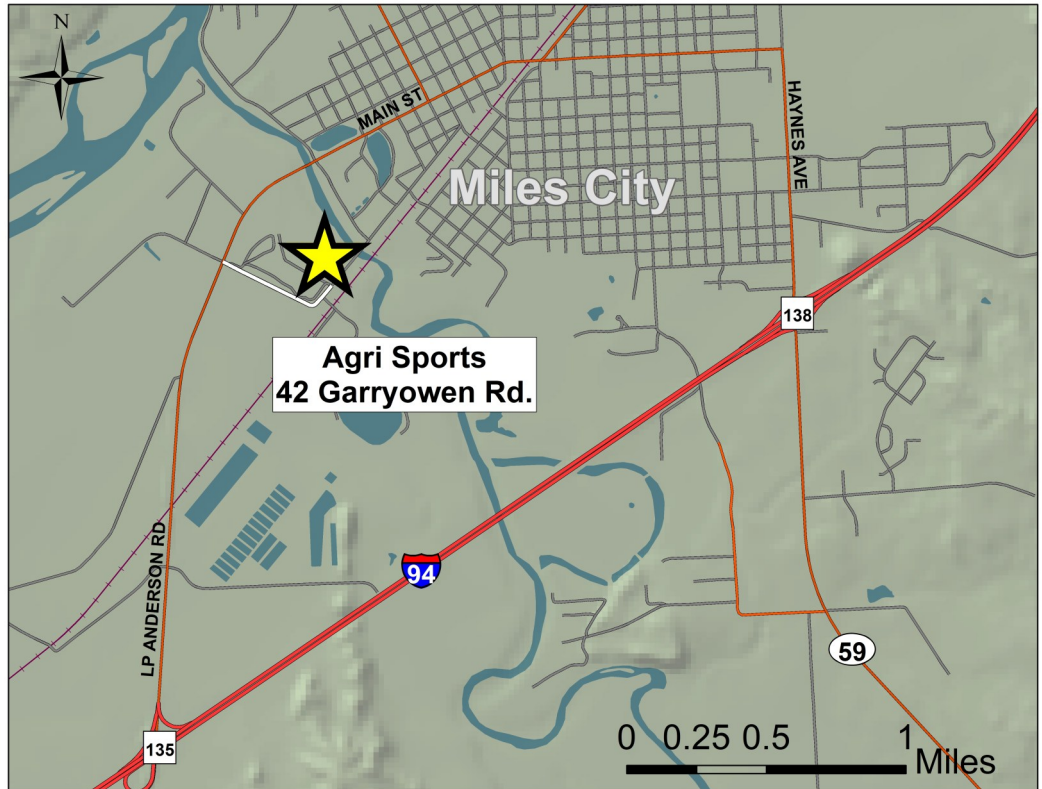 N
MAIN ST
HAYNES AVE
Miles City
138
Agri Sports
42 Garryowen Rd.
LP ANDERSON RD
94
59
135
0 0.25 0.5 1
Miles